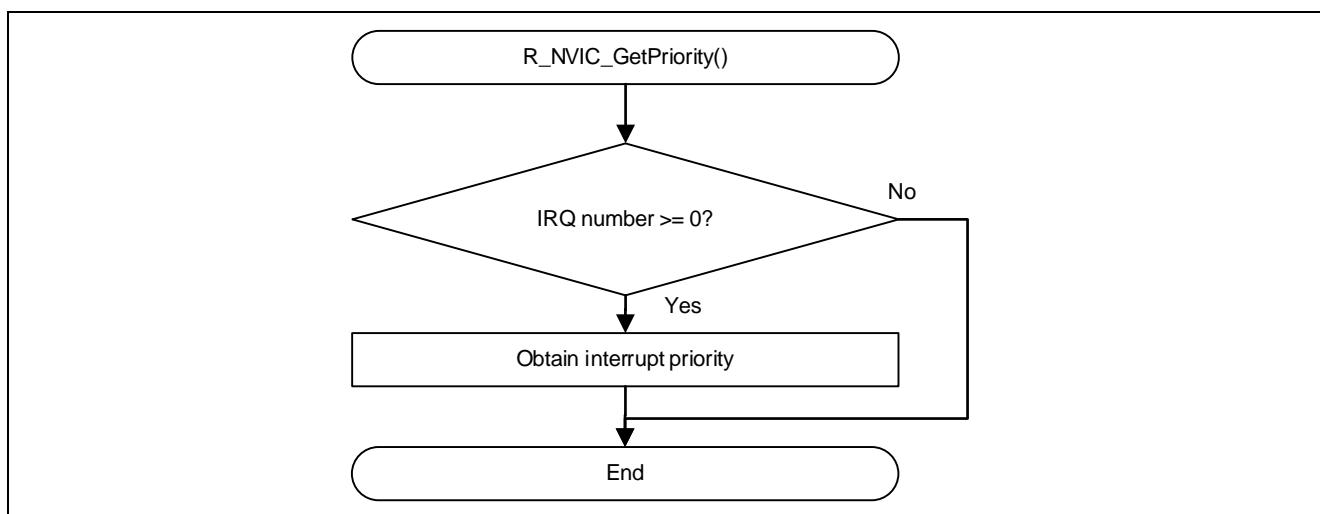 R_NVIC_GetPriority()
No
IRQ number >= 0?
Yes
Obtain interrupt priority
End